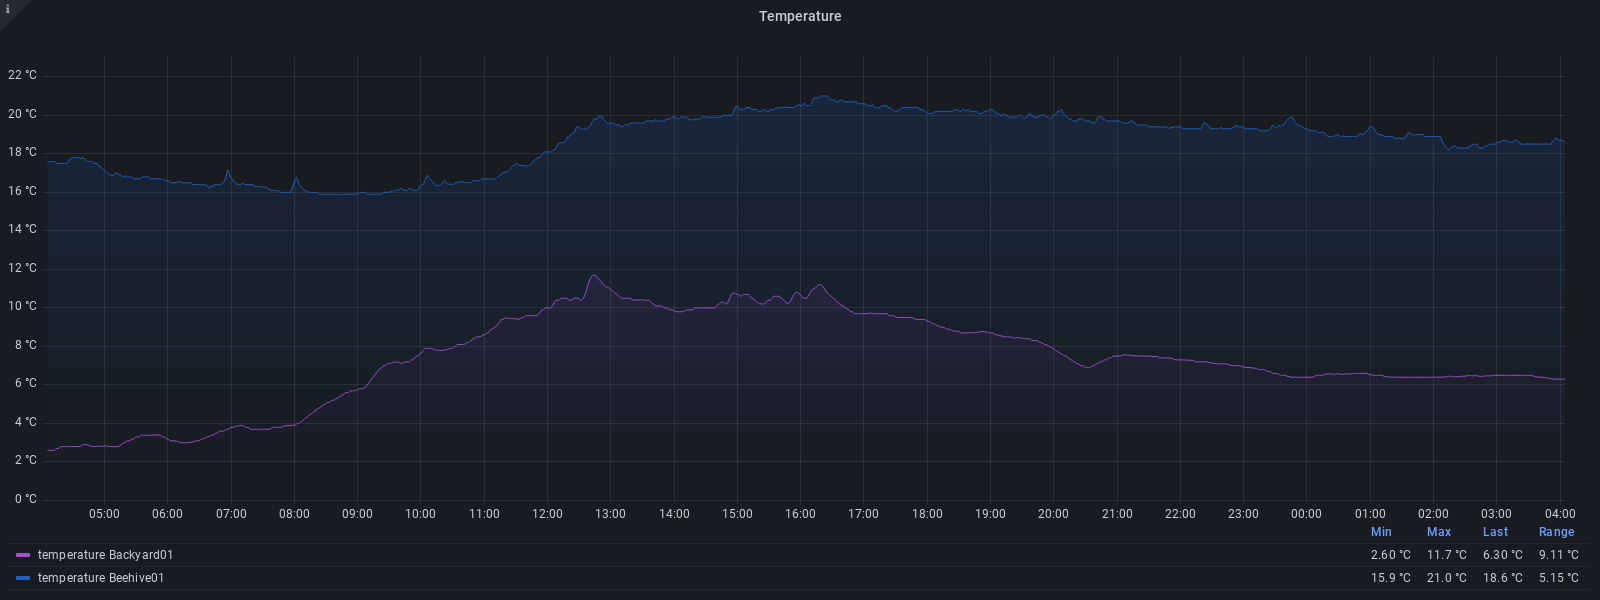 i
Temperature
22 °C
20 °C
18 °C
16 °C
14 °C
12 °C
10 °C
8 °C
6 °C
4 °C
2 °C
0 °C
05:00 06:00 07:00 08:00 09:00 10:00 11:00 12:00 13:00 14:00 15:00 16:00 17:00 18:00 19:00 20:00 21:00 22:00 23:00 00:00 01:00 02:00 03:00 04:00
Min Max Last Range
temperature Backyard01 2.60 °C 11.7 °C 6.30 °C 9.11 °C
temperature Beehive01 15.9 °C 21.0 °C 18.6 °C 5.15 °C